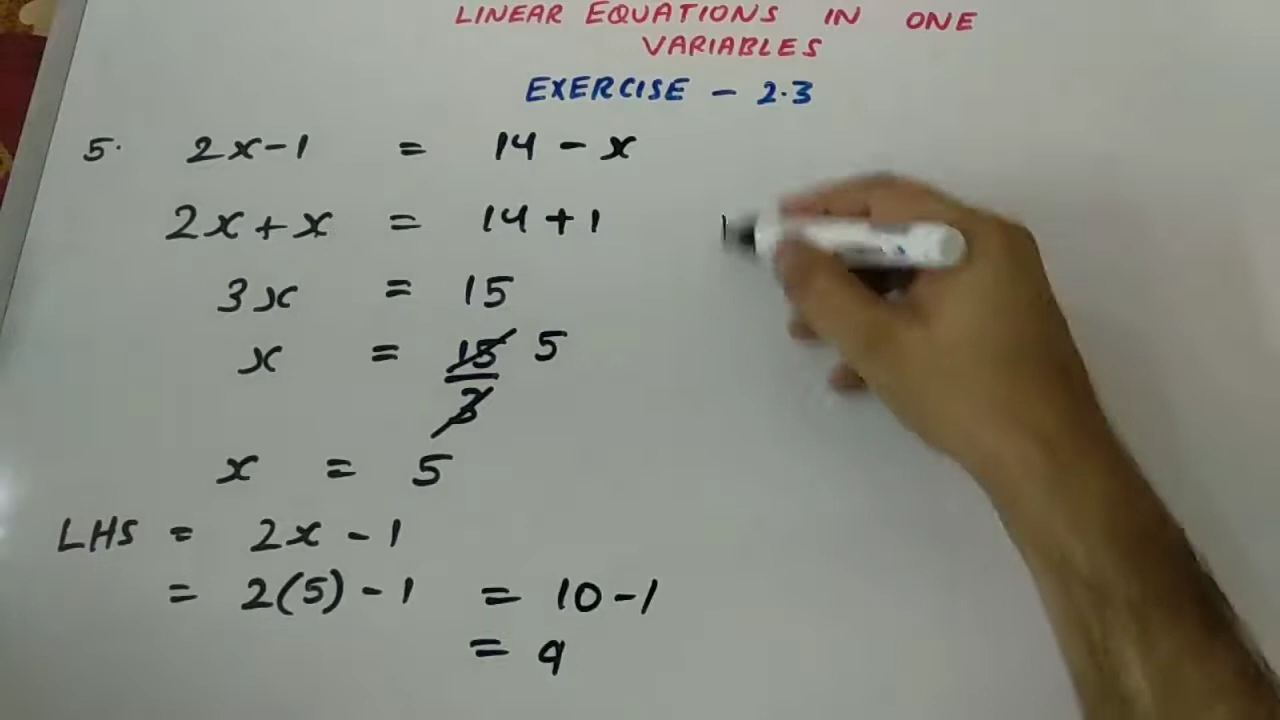 LINEAR EQUATIONS IN ONE
VARIABLES
EXERCISE - 2.3
5. 2x-1 = 14 - x
2x + x = 14 + 1
3x = 15
x = 15/3 5
x = 5
LHS = 2x - 1
= 2(5) - 1 = 10 - 1
= 9